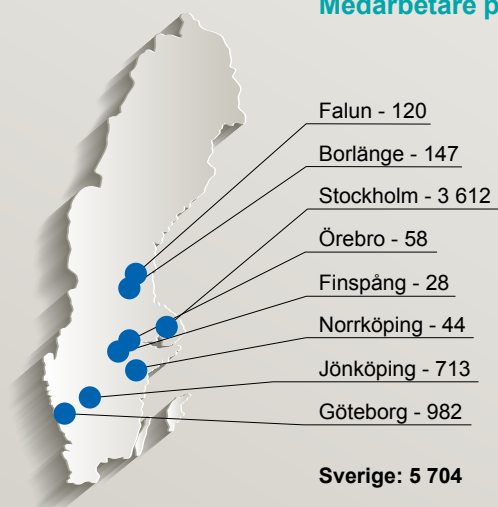 Medarbetare p
Falun - 120
Borlänge - 147
Stockholm - 3 612
Örebro - 58
Finspång - 28
Norrköping - 44
Jönköping - 713
Göteborg - 982
Sverige: 5 704